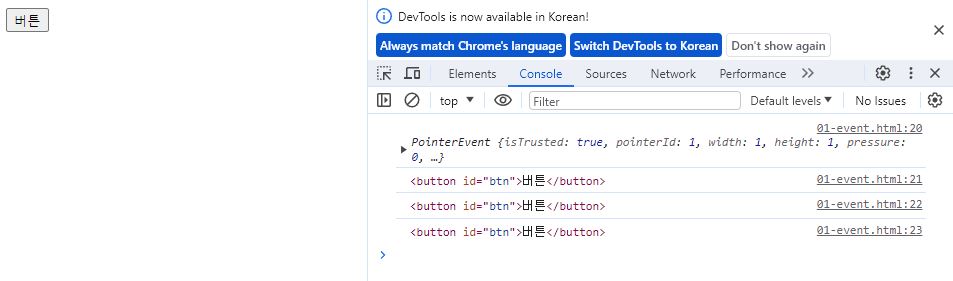 버튼
DevTools is now available in Korean!
Always match Chrome's language Switch DevTools to Korean Don't show again
Elements Console Sources Network Performance
top Filter Default levels No Issues
01-event.html:20
PointerEvent {isTrusted: true, pointerId: 1, width: 1, height: 1, pressure:
0, …}
<button id="btn">버튼</button> 01-event.html:21
<button id="btn">버튼</button> 01-event.html:22
<button id="btn">버튼</button> 01-event.html:23